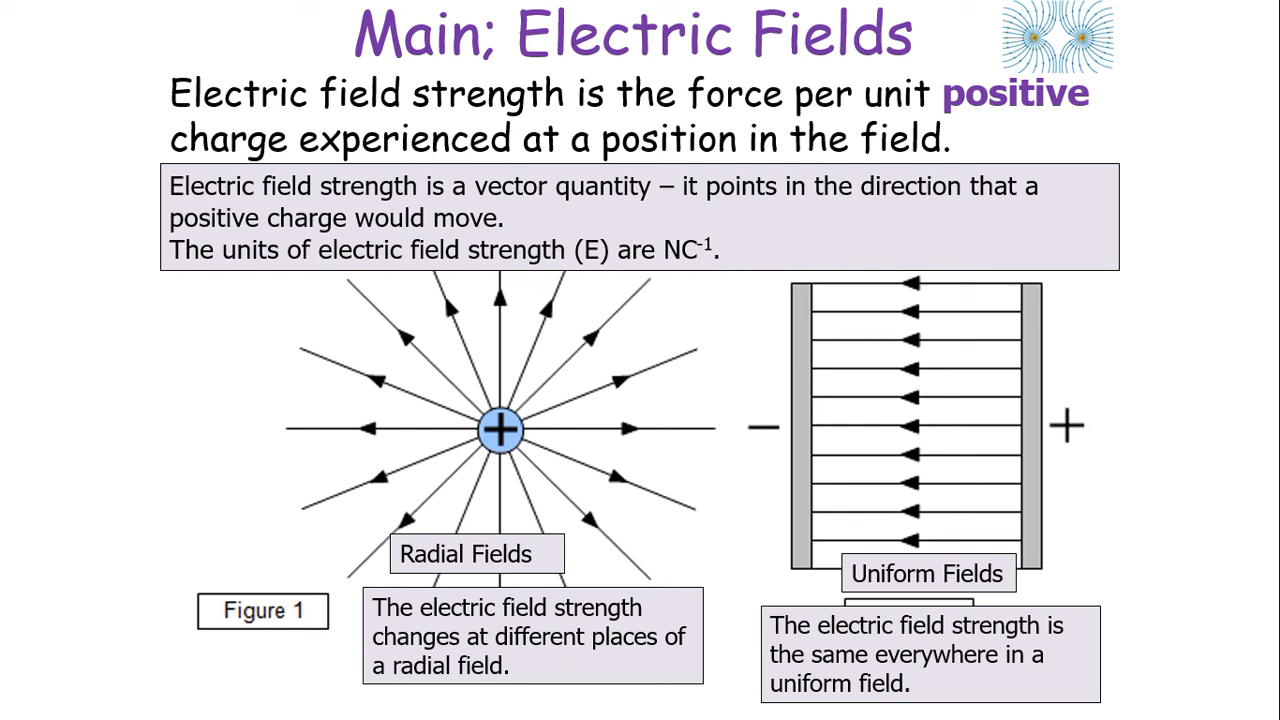 Main; Electric Fields
Electric field strength is the force per unit positive
charge experienced at a position in the field.
Electric field strength is a vector quantity – it points in the direction that a
positive charge would move.
The units of electric field strength (E) are NC⁻¹.
+
− +
Radial Fields
Uniform Fields
Figure 1
The electric field strength
changes at different places of
a radial field.
The electric field strength is
the same everywhere in a
uniform field.